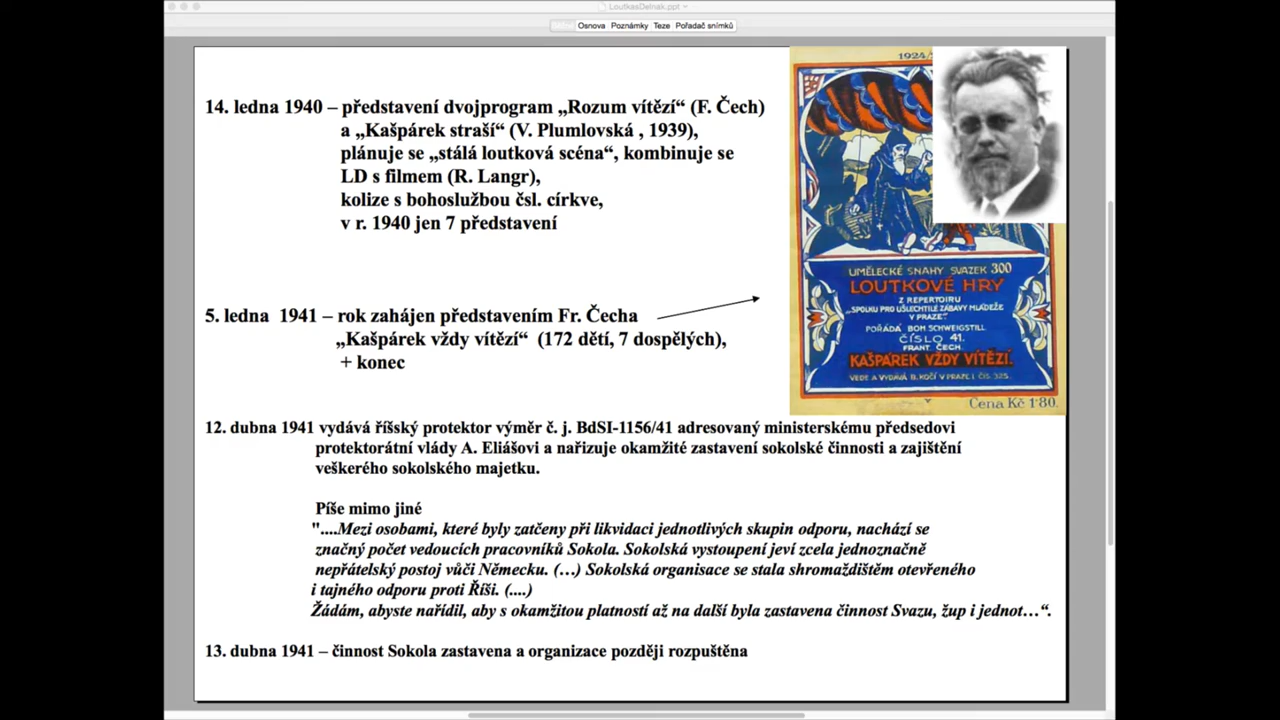 LoutkasDelnak.ppt
Osnova Poznámky Teze Pořadač snímků
14. ledna 1940 – představení dvojprogram „Rozum vítězí“ (F. Čech)
a „Kašpárek straší“ (V. Plumlovská , 1939),
plánuje se „stálá loutková scéna“, kombinuje se
LD s filmem (R. Langr),
kolize s bohoslužbou čsl. církve,
v r. 1940 jen 7 představení
5. ledna 1941 – rok zahájen představením Fr. Čecha
„Kašpárek vždy vítězí“ (172 dětí, 7 dospělých),
+ konec
1924/
UMĚLECKÉ SNAHY SVAZEK 300
LOUTKOVÉ HRY
Z REPERTOIRU
„SPOLKU PRO UŠLECHTILÉ ZÁBAVY MLÁDEŽE
V PRAZE“.
POŘÁDÁ BOH SCHWEIGSTILL
ČÍSLO 41.
FRANT. ČECH.
KAŠPÁREK VŽDY VÍTĚZÍ.
VEDE A VYDÁVÁ B. KOČÍ V PRAZE I. ČÍS. 325.
Cena Kč 1·80.
12. dubna 1941 vydává říšský protektor výměr č. j. BdSI-1156/41 adresovaný ministerskému předsedovi
protektorátní vlády A. Eliášovi a nařizuje okamžité zastavení sokolské činnosti a zajištění
veškerého sokolského majetku.
Píše mimo jiné
"....Mezi osobami, které byly zatčeny při likvidaci jednotlivých skupin odporu, nachází se
značný počet vedoucích pracovníků Sokola. Sokolská vystoupení jeví zcela jednoznačně
nepřátelský postoj vůči Německu. (…) Sokolská organisace se stala shromaždištěm otevřeného
i tajného odporu proti Říši. (....)
Žádám, abyste nařídil, aby s okamžitou platností až na další byla zastavena činnost Svazu, žup i jednot…“.
13. dubna 1941 – činnost Sokola zastavena a organizace později rozpuštěna